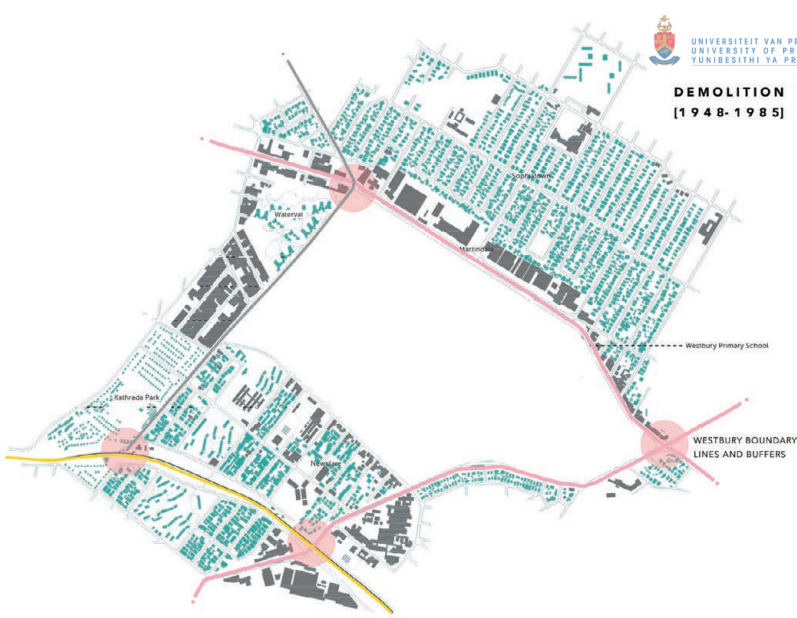 UNIVERSITEIT VAN PR
UNIVERSITY OF PR
YUNIBESITHI YA PR
DEMOLITION
[1948-1985]
Sophiatown
Waterval
Martindale
Westbury Primary School
Kathrada Park
WESTBURY BOUNDARY
LINES AND BUFFERS
Newclare